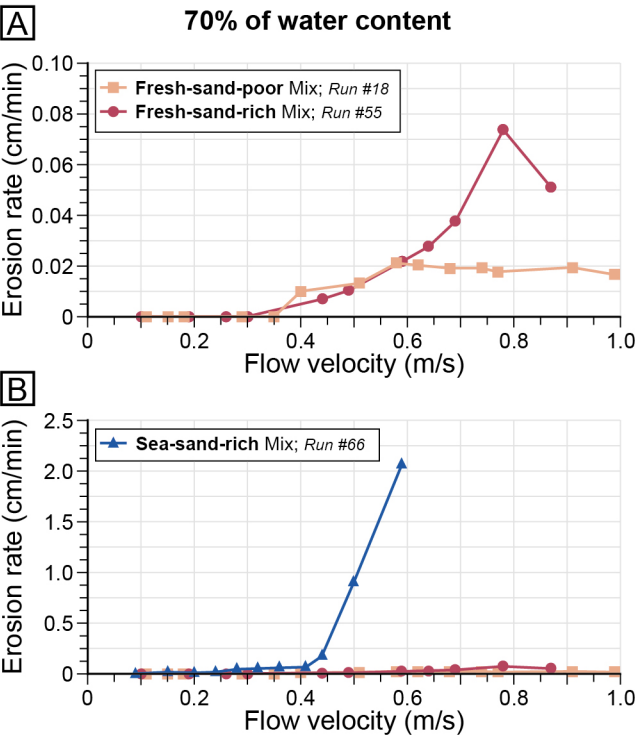 A
70% of water content
Erosion rate (cm/min)
0.10
0.08
0.06
0.04
0.02
0
Fresh-sand-poor Mix; Run #18
Fresh-sand-rich Mix; Run #55
0 0.2 0.4 0.6 0.8 1.0
Flow velocity (m/s)
B
Erosion rate (cm/min)
2.5
2.0
1.5
1.0
0.5
0
Sea-sand-rich Mix; Run #66
0 0.2 0.4 0.6 0.8 1.0
Flow velocity (m/s)